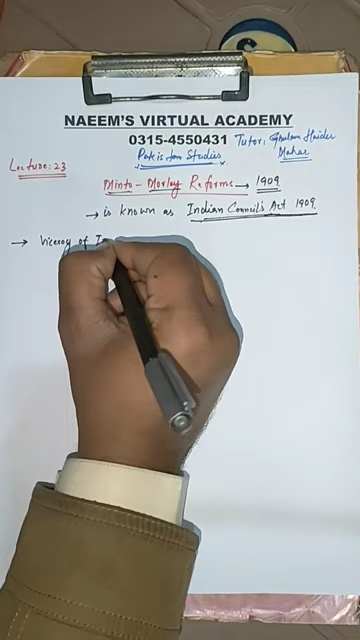 NAEEM'S VIRTUAL ACADEMY
0315-4550431 Tutor: Ghulam Haider
Pakistan Studies Mahar
Lecture: 23
Minto-Morley Reforms → 1909
→ is known as Indian Council's Act 1909.
→ Viceroy of I